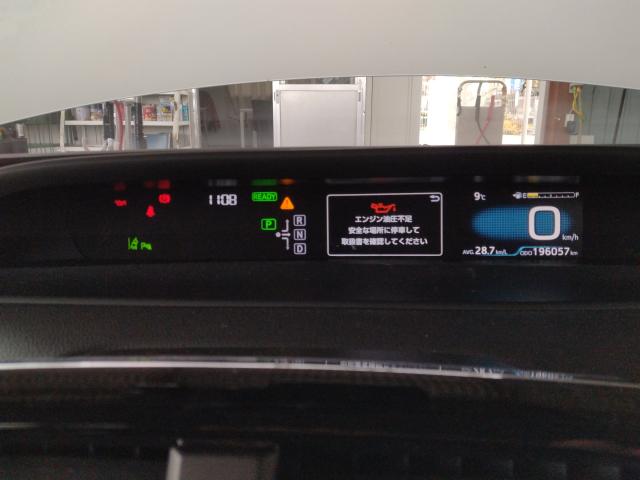 11:08
READY
P
R
N
D
エンジン油圧不足
安全な場所に停車して
取扱書を確認してください
9℃
E F
0
km/h
AVG. 28.7 km/L
ODO 196057 km